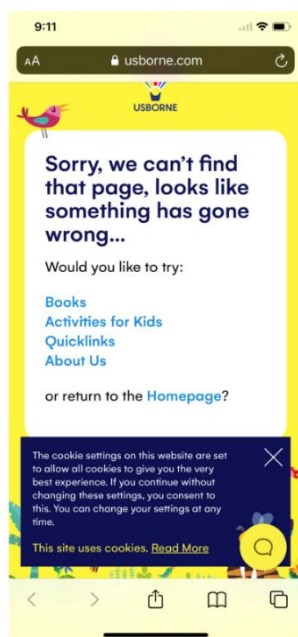 9:11
AA usborne.com
USBORNE
Sorry, we can’t find
that page, looks like
something has gone
wrong...
Would you like to try:
Books
Activities for Kids
Quicklinks
About Us
or return to the Homepage?
The cookie settings on this website are set
to allow all cookies to give you the very
best experience. If you continue without
changing these settings, you consent to
this. You can change your settings at any
time.
This site uses cookies. Read More